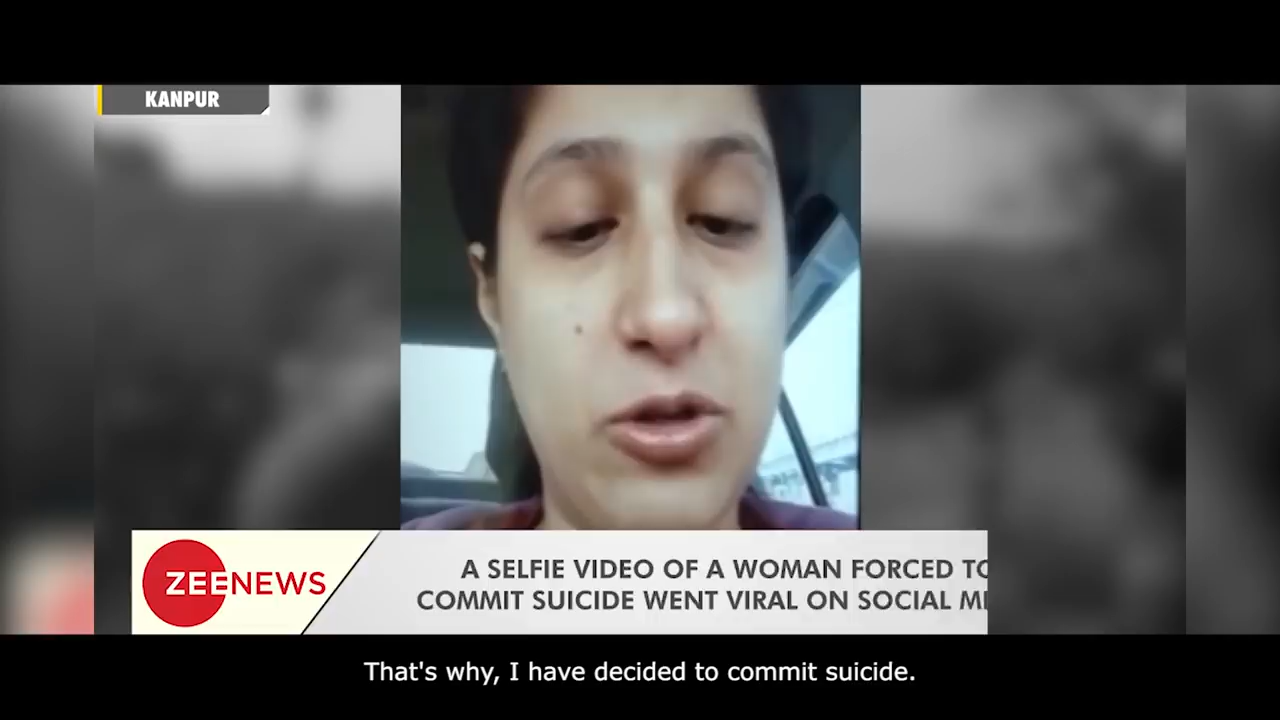 KANPUR
ZEENEWS
A SELFIE VIDEO OF A WOMAN FORCED TO
COMMIT SUICIDE WENT VIRAL ON SOCIAL
That's why, I have decided to commit suicide.